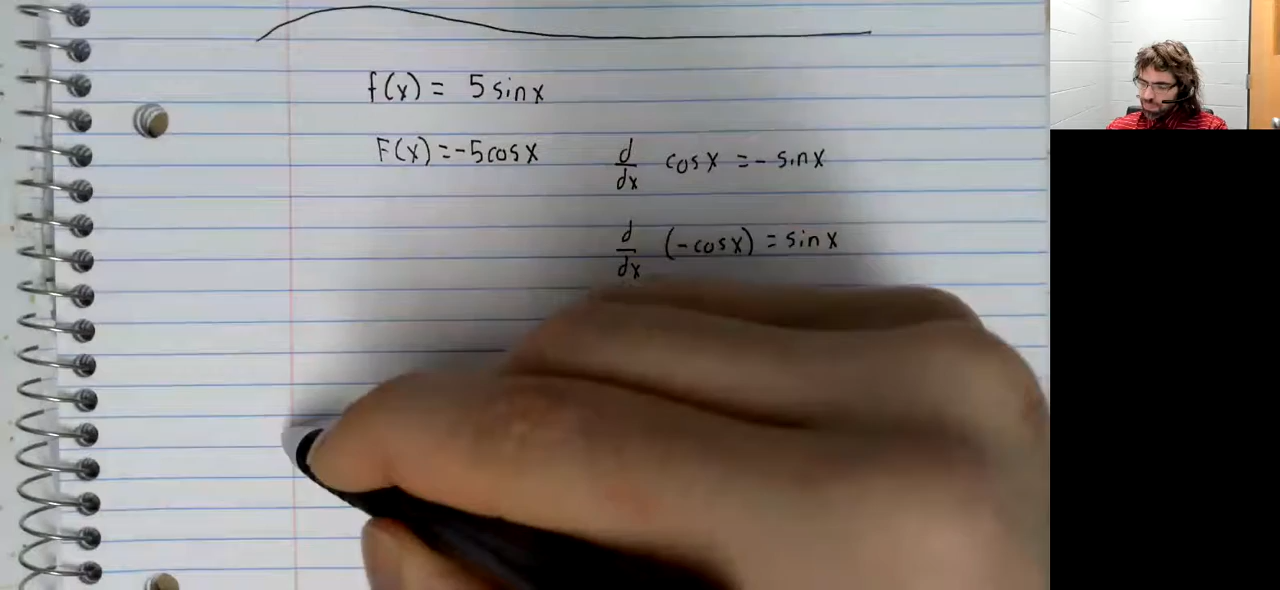 f(x) = 5 sin x
F(x) = -5 cos x
d/dx cos x = - sin x
d/dx (-cos x) = sin x